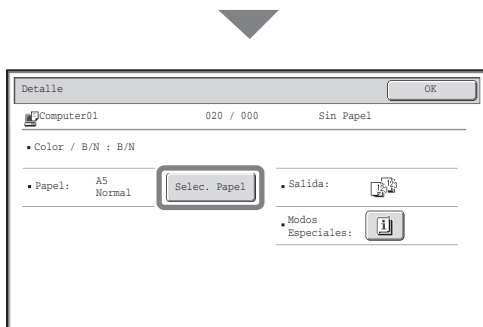 Detalle OK
Computer01 020 / 000 Sin Papel
▪ Color / B/N : B/N
▪ Papel: A5 Normal Selec. Papel ▪ Salida:
▪ Modos Especiales: